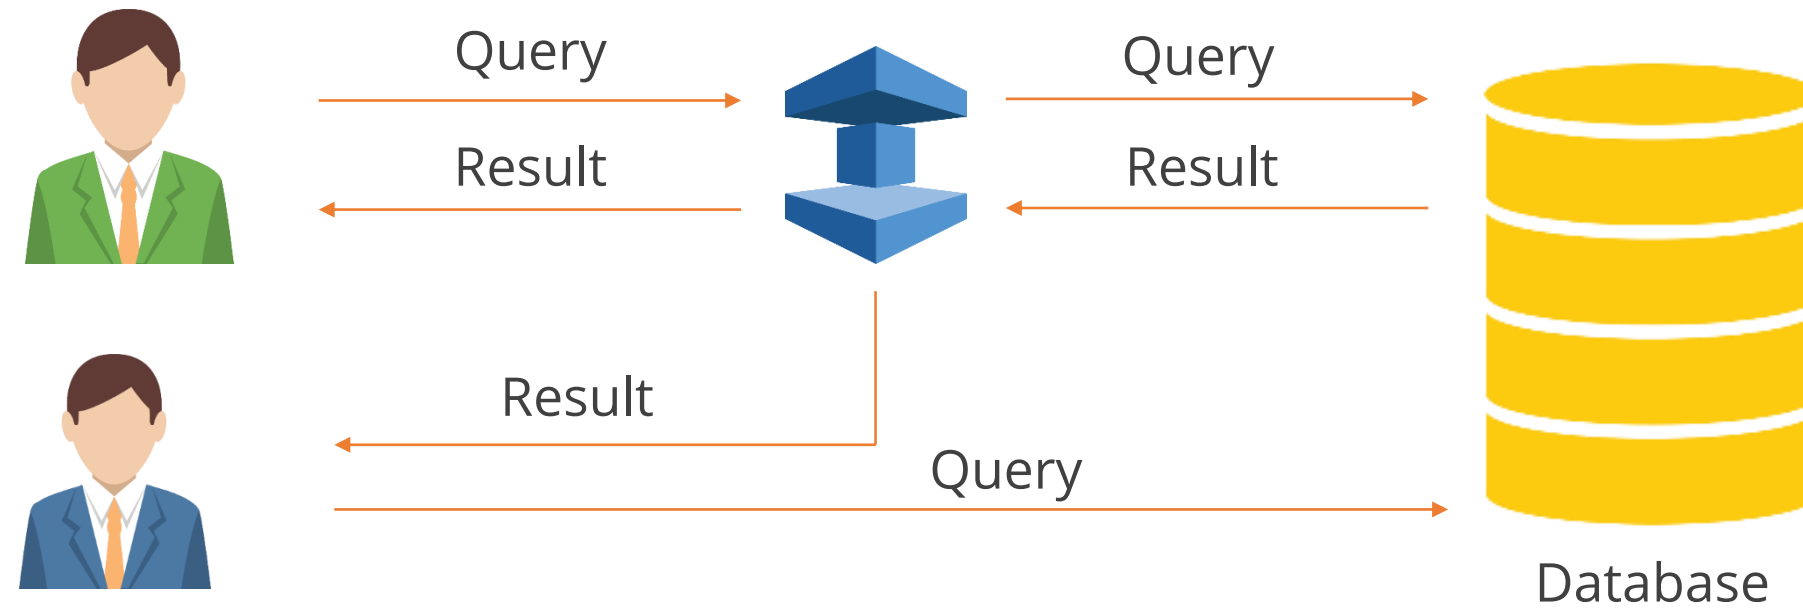 Query
Query
Result
Result
Result
Query
Database